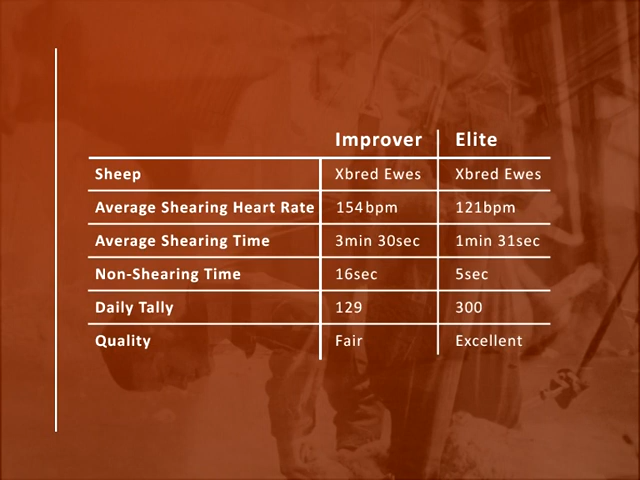 Improver Elite
Sheep Xbred Ewes Xbred Ewes
Average Shearing Heart Rate 154bpm 121bpm
Average Shearing Time 3min 30sec 1min 31sec
Non-Shearing Time 16sec 5sec
Daily Tally 129 300
Quality Fair Excellent